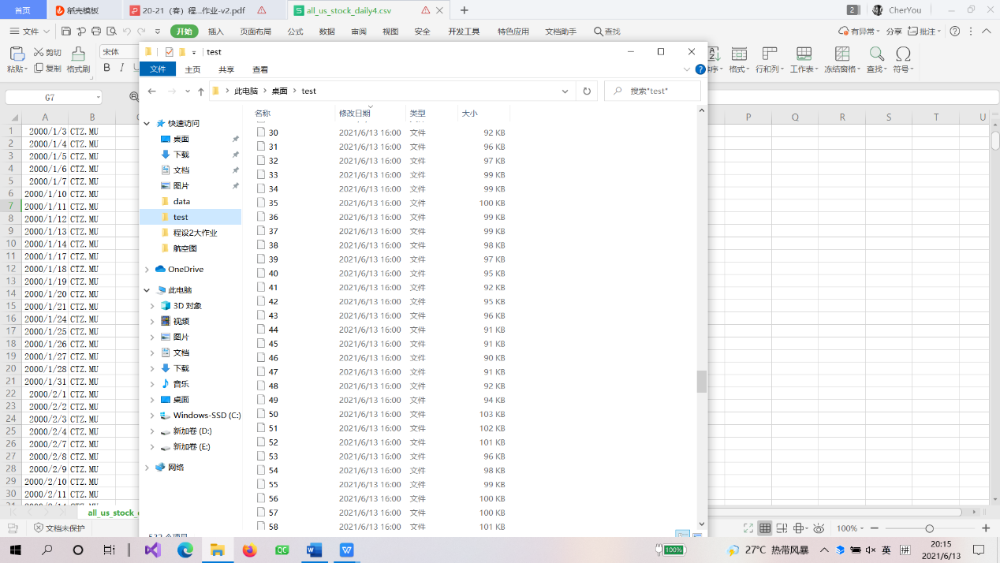 首页 稻壳模板 20-21（春）程...作业-v2.pdf all_us_stock_daily4.csv 2 CherYou
文件 开始 插入 页面布局 公式 数据 审阅 视图 安全 开发工具 特色应用 文档助手 查找 有异常 分享 批注
粘贴 剪切 复制 格式刷 宋体 B I U 格式 行和列 工作表 冻结窗格 查找 符号
G7
test
文件 主页 共享 查看
此电脑 桌面 test 搜索"test"
名称 修改日期 类型 大小
快速访问
桌面
下载
文档
图片
data
test
程设2大作业
航空图
OneDrive
此电脑
3D 对象
视频
图片
文档
下载
音乐
桌面
Windows-SSD (C:)
新加卷 (D:)
新加卷 (E:)
网络
30 2021/6/13 16:00 文件 92 KB
31 2021/6/13 16:00 文件 96 KB
32 2021/6/13 16:00 文件 97 KB
33 2021/6/13 16:00 文件 99 KB
34 2021/6/13 16:00 文件 99 KB
35 2021/6/13 16:00 文件 100 KB
36 2021/6/13 16:00 文件 99 KB
37 2021/6/13 16:00 文件 99 KB
38 2021/6/13 16:00 文件 98 KB
39 2021/6/13 16:00 文件 97 KB
40 2021/6/13 16:00 文件 95 KB
41 2021/6/13 16:00 文件 92 KB
42 2021/6/13 16:00 文件 95 KB
43 2021/6/13 16:00 文件 96 KB
44 2021/6/13 16:00 文件 91 KB
45 2021/6/13 16:00 文件 91 KB
46 2021/6/13 16:00 文件 90 KB
47 2021/6/13 16:00 文件 91 KB
48 2021/6/13 16:00 文件 92 KB
49 2021/6/13 16:00 文件 94 KB
50 2021/6/13 16:00 文件 103 KB
51 2021/6/13 16:00 文件 102 KB
52 2021/6/13 16:00 文件 101 KB
53 2021/6/13 16:00 文件 96 KB
54 2021/6/13 16:00 文件 98 KB
55 2021/6/13 16:00 文件 99 KB
56 2021/6/13 16:00 文件 100 KB
57 2021/6/13 16:00 文件 100 KB
58 2021/6/13 16:00 文件 101 KB
A B P Q R S T U
1 2000/1/3 CTZ.MU
2 2000/1/4 CTZ.MU
3 2000/1/5 CTZ.MU
4 2000/1/6 CTZ.MU
5 2000/1/7 CTZ.MU
6 2000/1/10 CTZ.MU
7 2000/1/11 CTZ.MU
8 2000/1/12 CTZ.MU
9 2000/1/13 CTZ.MU
10 2000/1/14 CTZ.MU
11 2000/1/17 CTZ.MU
12 2000/1/18 CTZ.MU
13 2000/1/19 CTZ.MU
14 2000/1/20 CTZ.MU
15 2000/1/21 CTZ.MU
16 2000/1/24 CTZ.MU
17 2000/1/25 CTZ.MU
18 2000/1/26 CTZ.MU
19 2000/1/27 CTZ.MU
20 2000/1/28 CTZ.MU
21 2000/1/31 CTZ.MU
22 2000/2/1 CTZ.MU
23 2000/2/2 CTZ.MU
24 2000/2/3 CTZ.MU
25 2000/2/4 CTZ.MU
26 2000/2/7 CTZ.MU
27 2000/2/8 CTZ.MU
28 2000/2/9 CTZ.MU
29 2000/2/10 CTZ.MU
30 2000/2/11 CTZ.MU
all_us_stock_
文档未保护 100%
100% 27°C 热带风暴 英 拼 20:15
2021/6/13